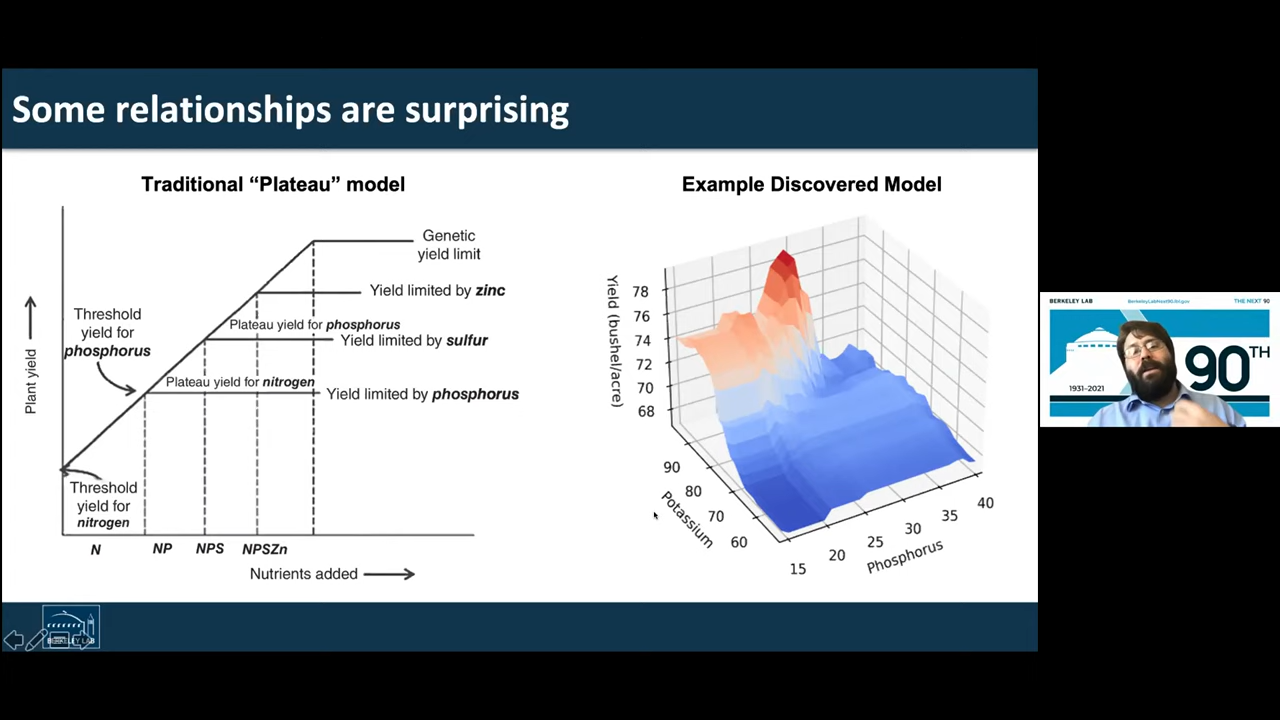 Some relationships are surprising
Traditional “Plateau” model
Plant yield
Threshold
yield for
phosphorus
Threshold
yield for
nitrogen
Genetic
yield limit
Yield limited by zinc
Plateau yield for phosphorus
Yield limited by sulfur
Plateau yield for nitrogen
Yield limited by phosphorus
N
NP
NPS
NPSZn
Nutrients added
Example Discovered Model
Yield (bushel/acre)
78
76
74
72
70
68
90
80
70
60
Potassium
15
20
25
30
35
40
Phosphorus
BERKELEY LAB
BERKELEY LAB
BerkeleyLabNext90.lbl.gov
THE NEXT 90
90TH
1931–2021